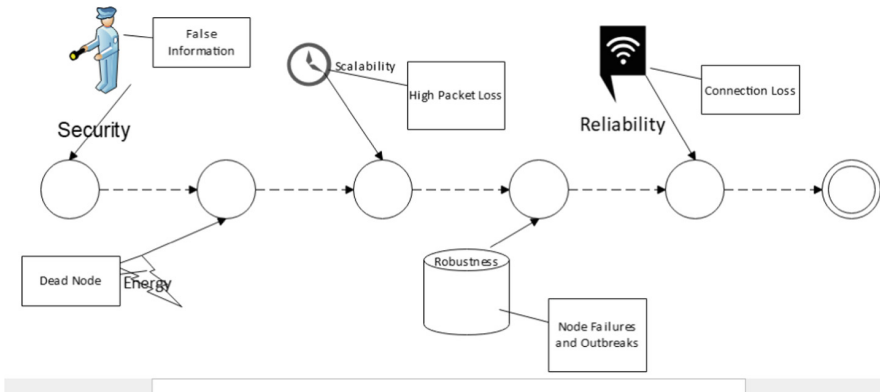 False
Information
Security
Scalability
High Packet Loss
Reliability
Connection Loss
Dead Node
Energy
Robustness
Node Failures
and Outbreaks